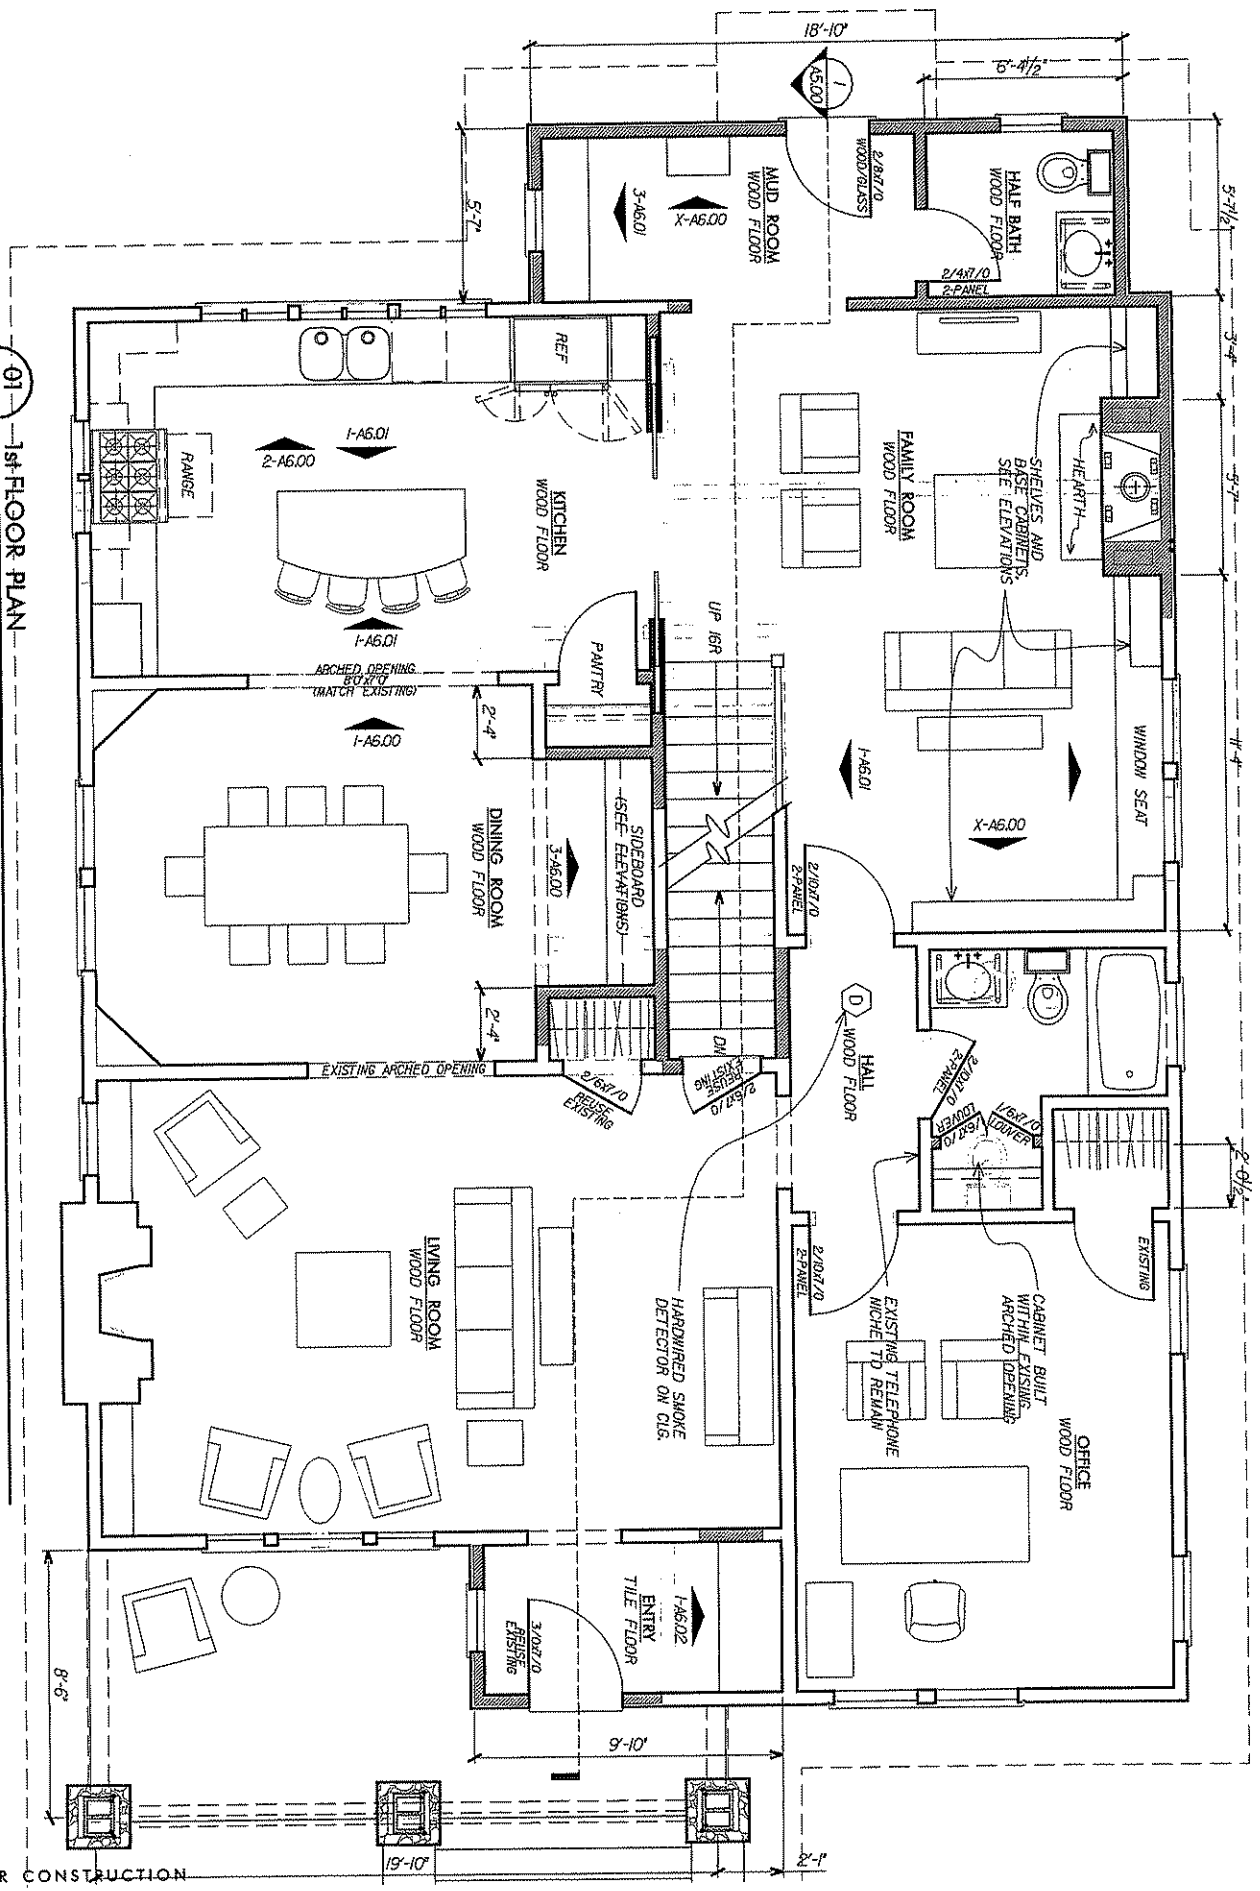 18'-10"
6'-4 1/2"
1
A5.00
5'-7 1/2"
5'-7"
3'-4"
5'-7"
11'-4"
2/8x7/0
WOOD/GLASS
MUD ROOM
WOOD FLOOR
X-A6.00
3-A6.01
HALF BATH
WOOD FLOOR
2/4x7/0
2-PANEL
REF
RANGE
1-A6.01
2-A6.00
KITCHEN
WOOD FLOOR
1-A6.01
ARCHED OPENING
8'0"x7'0"
(MATCH EXISTING)
1-A6.00
PANTRY
2'-4"
UP 16R
FAMILY ROOM
WOOD FLOOR
SHELVES AND
BASE CABINETS,
SEE ELEVATIONS
HEARTH
WINDOW SEAT
1-A6.01
X-A6.00
DINING ROOM
WOOD FLOOR
3-A6.00
SIDEBOARD
(SEE ELEVATIONS)
2'-4"
2/10x7/0
2-PANEL
D
HALL
WOOD FLOOR
DN
2/6x7/0
REUSE
EXISTING
2/6x7/0
REUSE
EXISTING
EXISTING ARCHED OPENING
2/10x7/0
2-PANEL
1/6x7/0
LOUVER
1/6x7/0
LOUVER
2'-0 1/2"
EXISTING
CABINET BUILT
WITHIN EXISING
ARCHED OPENING
EXISTING TELEPHONE
NICHE TO REMAIN
2/10x7/0
2-PANEL
LIVING ROOM
WOOD FLOOR
HARDWIRED SMOKE
DETECTOR ON CLG.
OFFICE
WOOD FLOOR
1-A6.02
ENTRY
TILE FLOOR
3/0x7/0
REUSE
EXISTING
8'-6"
9'-10"
19'-10"
2'-1"
01
1st FLOOR PLAN
R CONSTRUCTION